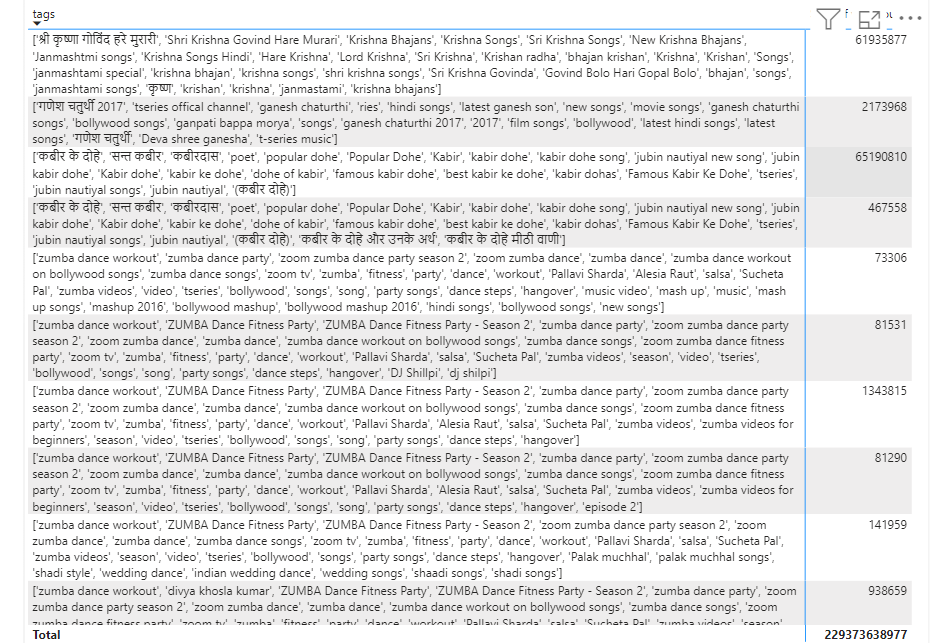 tags
61935877
['श्री कृष्णा गोविंद हरे मुरारी', 'Shri Krishna Govind Hare Murari', 'Krishna Bhajans', 'Krishna Songs', 'Sri Krishna Songs', 'New Krishna Bhajans',
'Janmashtmi songs', 'Krishna Songs Hindi', 'Hare Krishna', 'Lord Krishna', 'Sri Krishna', 'Krishan radha', 'bhajan krishan', 'Krishna', 'Krishan', 'Songs',
'janmashtami special', 'krishna bhajan', 'krishna songs', 'shri krishna songs', 'Sri Krishna Govinda', 'Govind Bolo Hari Gopal Bolo', 'bhajan', 'songs',
'janmashtami songs', 'कृष्ण', 'krishan', 'krishna', 'janmastami', 'krishna bhajans']
['गणेश चतुर्थी 2017', 'tseries offical channel', 'ganesh chaturthi', 'ries', 'hindi songs', 'latest ganesh son', 'new songs', 'movie songs', 'ganesh chaturthi
2173968
songs', 'bollywood songs', 'ganpati bappa morya', 'songs', 'ganesh chaturthi 2017', '2017', 'film songs', 'bollywood', 'latest hindi songs', 'latest
songs', 'गणेश चतुर्थी', 'Deva shree ganesha', 't-series music']
['कबीर के दोहे', 'सन्त कबीर', 'कबीरदास', 'poet', 'popular dohe', 'Popular Dohe', 'Kabir', 'kabir dohe', 'kabir dohe song', 'jubin nautiyal new song', 'jubin
65190810
kabir dohe', 'Kabir dohe', 'kabir ke dohe', 'dohe of kabir', 'famous kabir dohe', 'best kabir ke dohe', 'kabir dohas', 'Famous Kabir Ke Dohe', 'tseries',
'jubin nautiyal songs', 'jubin nautiyal', '(कबीर दोहे)']
['कबीर के दोहे', 'सन्त कबीर', 'कबीरदास', 'poet', 'popular dohe', 'Popular Dohe', 'Kabir', 'kabir dohe', 'kabir dohe song', 'jubin nautiyal new song', 'jubin
467558
kabir dohe', 'Kabir dohe', 'kabir ke dohe', 'dohe of kabir', 'famous kabir dohe', 'best kabir ke dohe', 'kabir dohas', 'Famous Kabir Ke Dohe', 'tseries',
'jubin nautiyal songs', 'jubin nautiyal', '(कबीर दोहे)', 'कबीर के दोहे और उनके अर्थ', 'कबीर के दोहे मीठी वाणी']
['zumba dance workout', 'zumba dance party', 'zoom zumba dance party season 2', 'zoom zumba dance', 'zumba dance', 'zumba dance workout
73306
on bollywood songs', 'zumba dance songs', 'zoom tv', 'zumba', 'fitness', 'party', 'dance', 'workout', 'Pallavi Sharda', 'Alesia Raut', 'salsa', 'Sucheta
Pal', 'zumba videos', 'video', 'tseries', 'bollywood', 'songs', 'song', 'party songs', 'dance steps', 'hangover', 'music video', 'mash up', 'music', 'mash
up songs', 'mashup 2016', 'bollywood mashup', 'bollywood mashup 2016', 'hindi songs', 'bollywood songs', 'new songs']
['zumba dance workout', 'ZUMBA Dance Fitness Party', 'ZUMBA Dance Fitness Party - Season 2', 'zumba dance party', 'zoom zumba dance party
81531
season 2', 'zoom zumba dance', 'zumba dance', 'zumba dance workout on bollywood songs', 'zumba dance songs', 'zoom zumba dance fitness
party', 'zoom tv', 'zumba', 'fitness', 'party', 'dance', 'workout', 'Pallavi Sharda', 'salsa', 'Sucheta Pal', 'zumba videos', 'season', 'video', 'tseries',
'bollywood', 'songs', 'song', 'party songs', 'dance steps', 'hangover', 'DJ Shillpi', 'dj shilpi']
['zumba dance workout', 'ZUMBA Dance Fitness Party', 'ZUMBA Dance Fitness Party - Season 2', 'zumba dance party', 'zoom zumba dance party
1343815
season 2', 'zoom zumba dance', 'zumba dance', 'zumba dance workout on bollywood songs', 'zumba dance songs', 'zoom zumba dance fitness
party', 'zoom tv', 'zumba', 'fitness', 'party', 'dance', 'workout', 'Pallavi Sharda', 'Alesia Raut', 'salsa', 'Sucheta Pal', 'zumba videos', 'zumba videos for
beginners', 'season', 'video', 'tseries', 'bollywood', 'songs', 'song', 'party songs', 'dance steps', 'hangover']
['zumba dance workout', 'ZUMBA Dance Fitness Party', 'ZUMBA Dance Fitness Party - Season 2', 'zumba dance party', 'zoom zumba dance party
81290
season 2', 'zoom zumba dance', 'zumba dance', 'zumba dance workout on bollywood songs', 'zumba dance songs', 'zoom zumba dance fitness
party', 'zoom tv', 'zumba', 'fitness', 'party', 'dance', 'workout', 'Pallavi Sharda', 'Alesia Raut', 'salsa', 'Sucheta Pal', 'zumba videos', 'zumba videos for
beginners', 'season', 'video', 'tseries', 'bollywood', 'songs', 'song', 'party songs', 'dance steps', 'hangover', 'episode 2']
['zumba dance workout', 'ZUMBA Dance Fitness Party', 'ZUMBA Dance Fitness Party - Season 2', 'zoom zumba dance party season 2', 'zoom
141959
zumba dance', 'zumba dance', 'zumba dance songs', 'zoom tv', 'zumba', 'fitness', 'party', 'dance', 'workout', 'Pallavi Sharda', 'salsa', 'Sucheta Pal',
'zumba videos', 'season', 'video', 'tseries', 'bollywood', 'songs', 'party songs', 'dance steps', 'hangover', 'Palak muchhal', 'palak muchhal songs',
'shadi style', 'wedding dance', 'indian wedding dance', 'wedding songs', 'shaadi songs', 'shadi songs']
['zumba dance workout', 'divya khosla kumar', 'ZUMBA Dance Fitness Party', 'ZUMBA Dance Fitness Party - Season 2', 'zumba dance party', 'zoom
938659
zumba dance party season 2', 'zoom zumba dance', 'zumba dance', 'zumba dance workout on bollywood songs', 'zumba dance songs', 'zoom
zumba dance fitness party', 'zoom tv', 'zumba', 'fitness', 'party', 'dance', 'workout', 'Pallavi Sharda', 'salsa', 'Sucheta Pal', 'zumba videos', 'season',
Total
229373638977